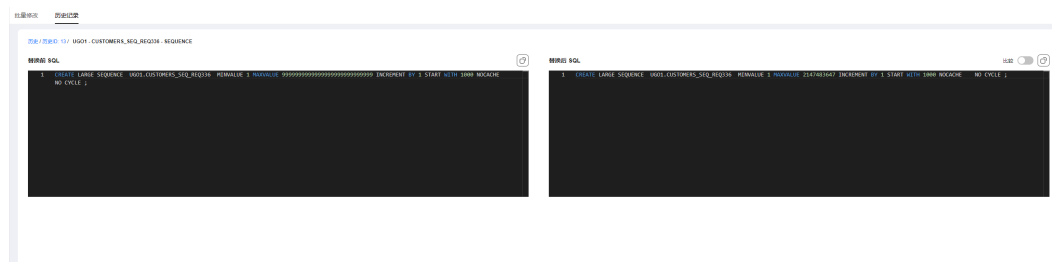 批量修改 历史记录
历史 / 历史ID: 13 / UGO1 - CUSTOMERS_SEQ_REQ336 - SEQUENCE
替换前 SQL
1 CREATE LARGE SEQUENCE UGO1.CUSTOMERS_SEQ_REQ336 MINVALUE 1 MAXVALUE 9999999999999999999999999999 INCREMENT BY 1 START WITH 1000 NOCACHE
NO CYCLE ;
替换后 SQL
比较
1 CREATE LARGE SEQUENCE UGO1.CUSTOMERS_SEQ_REQ336 MINVALUE 1 MAXVALUE 2147483647 INCREMENT BY 1 START WITH 1000 NOCACHE NO CYCLE ;